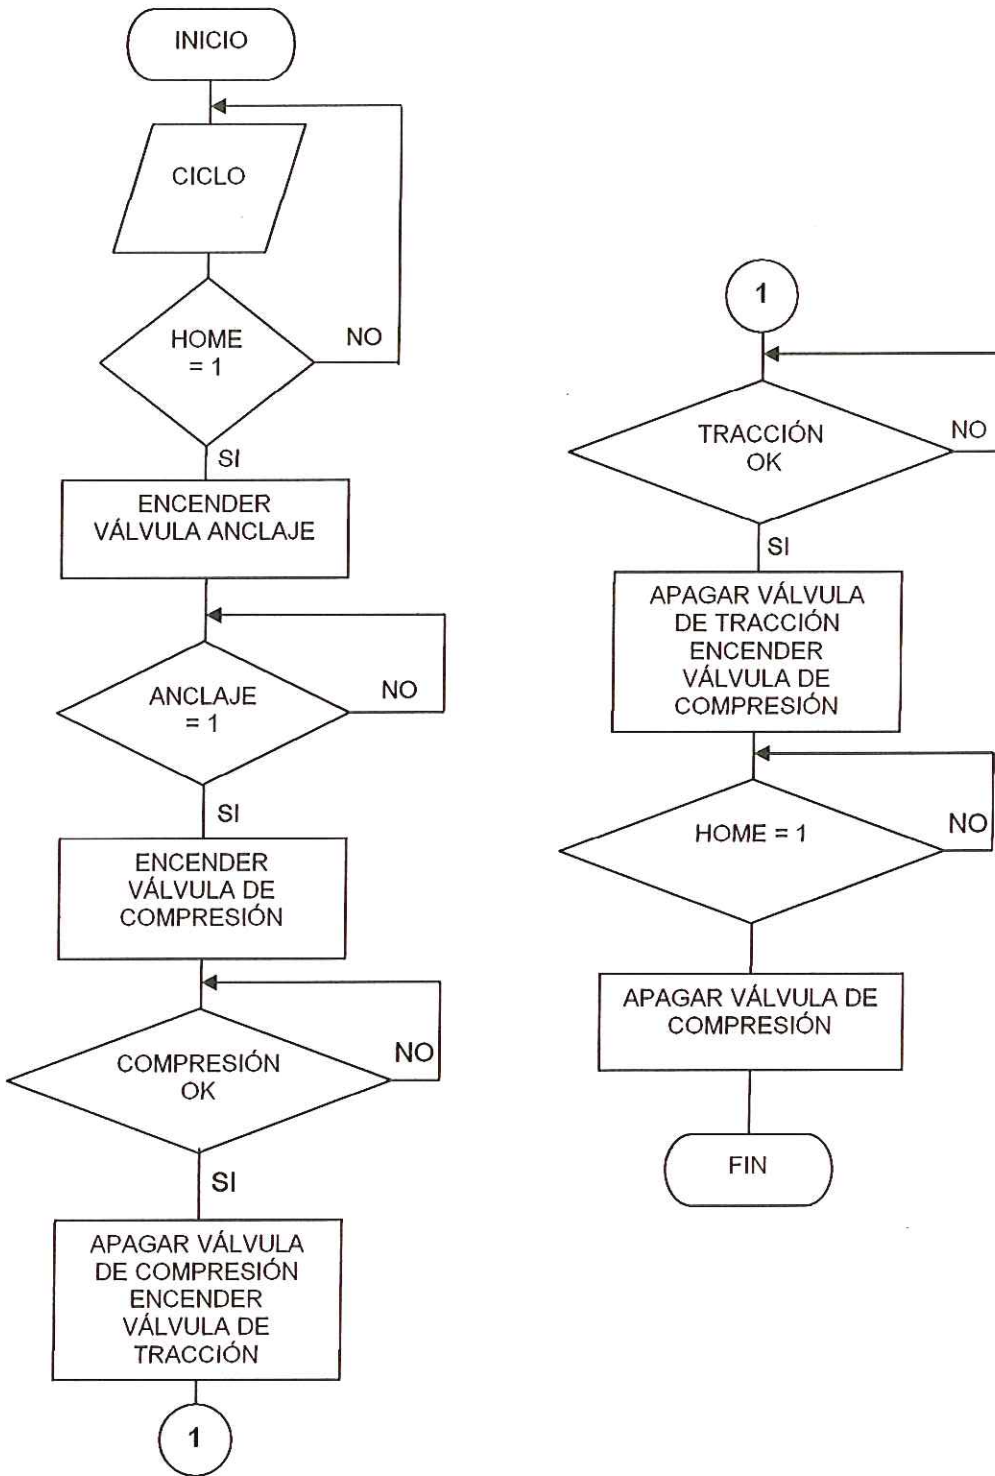 INICIO
CICLO
HOME
= 1
NO
SI
ENCENDER
VÁLVULA ANCLAJE
ANCLAJE
= 1
NO
SI
ENCENDER
VÁLVULA DE
COMPRESIÓN
COMPRESIÓN
OK
NO
SI
APAGAR VÁLVULA
DE COMPRESIÓN
ENCENDER
VÁLVULA DE
TRACCIÓN
1
1
TRACCIÓN
OK
NO
SI
APAGAR VÁLVULA
DE TRACCIÓN
ENCENDER
VÁLVULA DE
COMPRESIÓN
HOME = 1
NO
APAGAR VÁLVULA DE
COMPRESIÓN
FIN